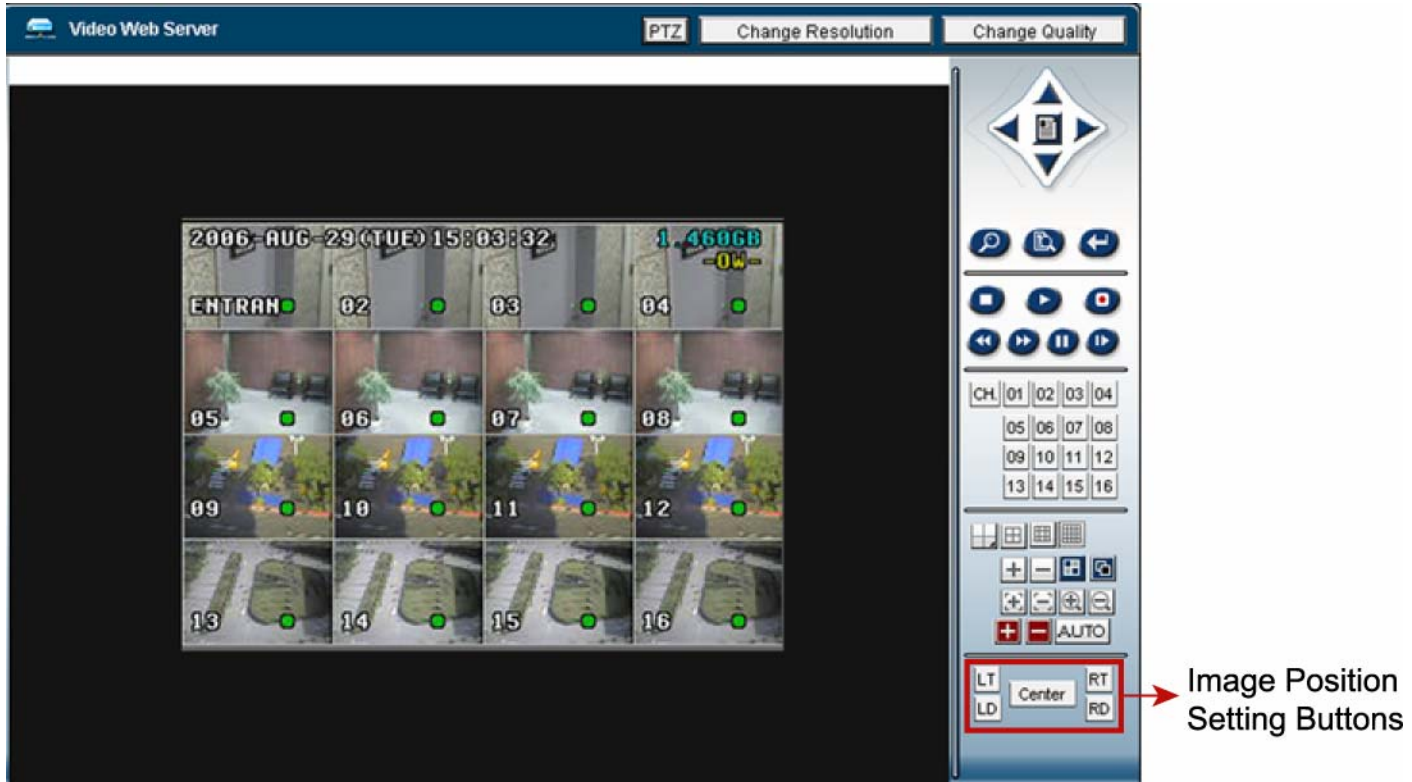 Video Web Server
PTZ
Change Resolution
Change Quality
2006-AUG-29(TUE)15:03:32
1.460GB
-OW-
ENTRAN 02 03 04
05 06 07 08
09 10 11 12
13 14 15 16
CH. 01 02 03 04
05 06 07 08
09 10 11 12
13 14 15 16
AUTO
LT
Center
RT
LD
RD
Image Position
Setting Buttons